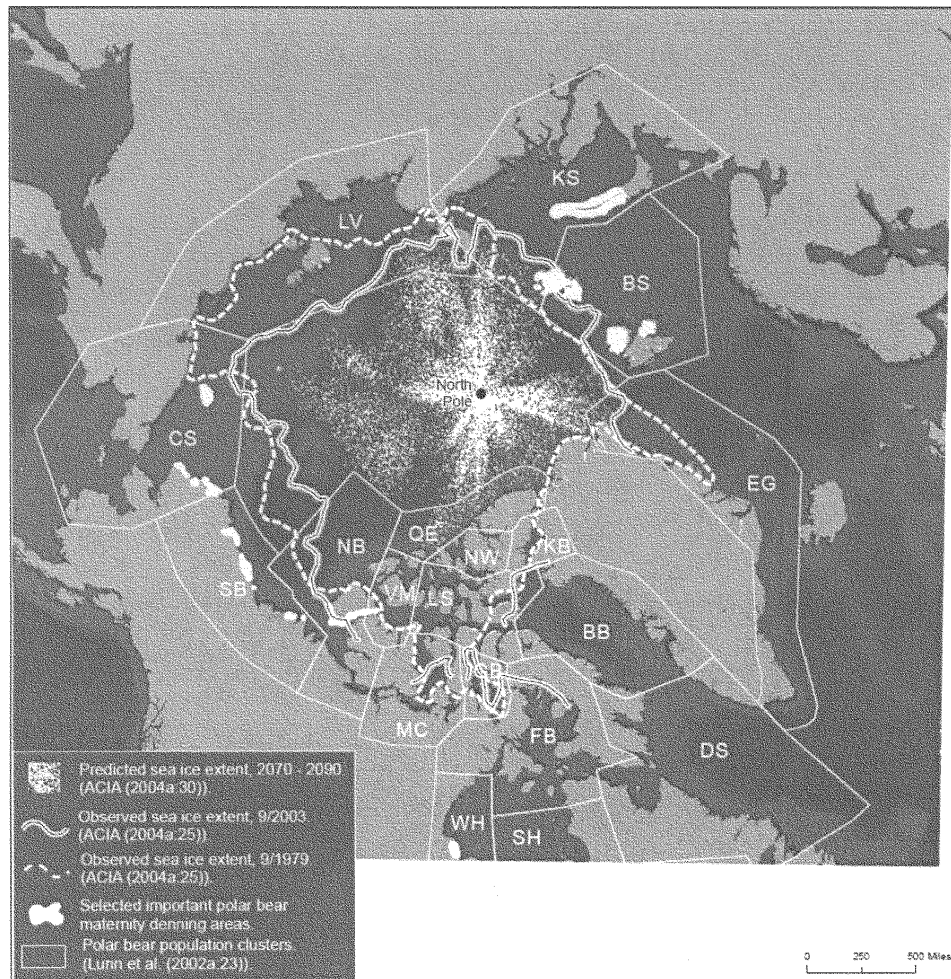 KS
LV
BS
North
Pole
CS
EG
NB
QE
NW
KB
SB
VM
LS
BB
GB
MC
FB
DS
WH
SH
Predicted sea ice extent, 2070 - 2090
(ACIA (2004a:30)).
Observed sea ice extent, 9/2003.
(ACIA (2004a:25))
Observed sea ice extent, 9/1979
(ACIA (2004a:25))
Selected important polar bear
maternity denning areas.
Polar bear population clusters.
(Lunn et al. (2002a:23)).
0 250 500 Miles